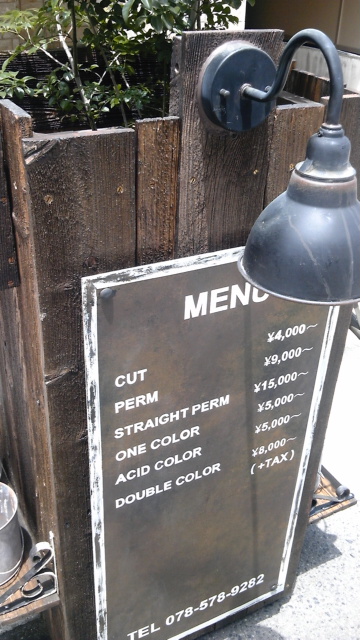 MENU
CUT ¥4,000～
PERM ¥9,000～
STRAIGHT PERM ¥15,000～
ONE COLOR ¥5,000～
ACID COLOR ¥5,000～
DOUBLE COLOR ¥8,000～
(+TAX)
TEL 078-578-9282